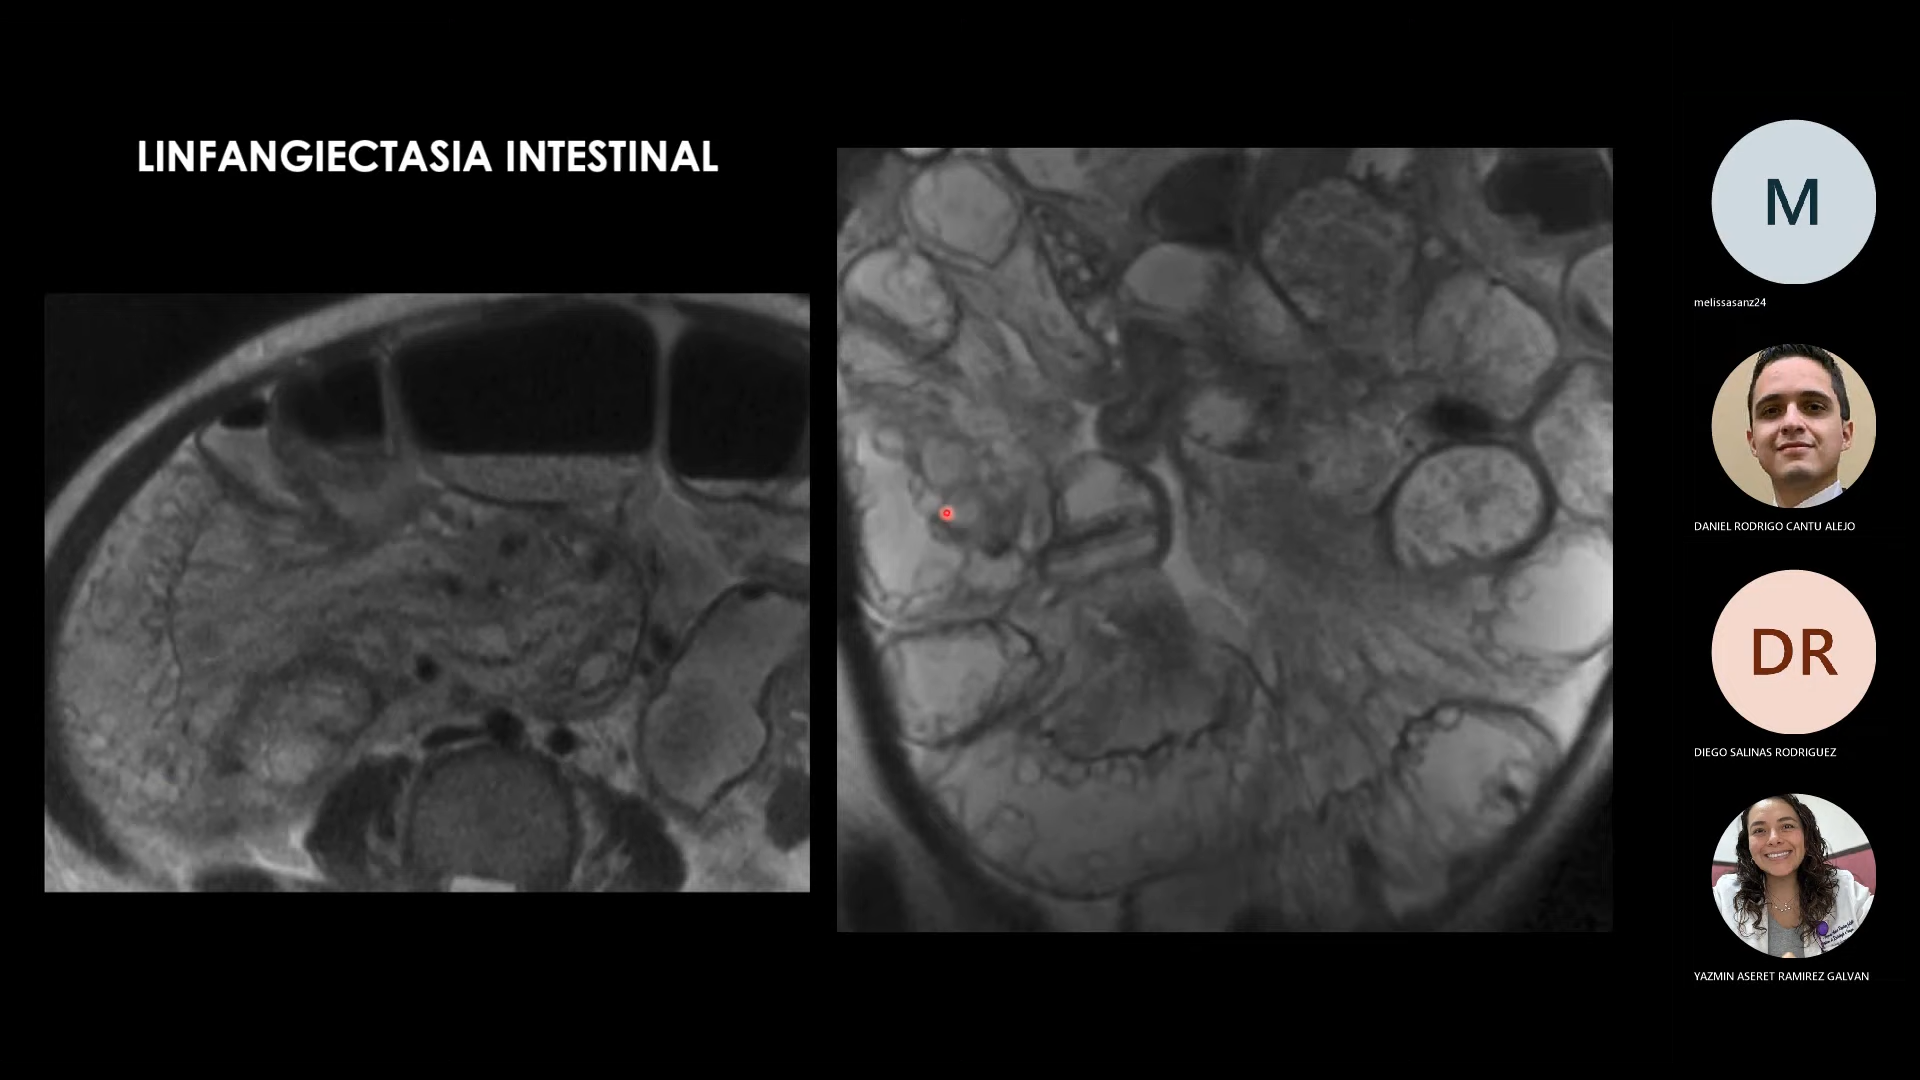 LINFANGIECTASIA INTESTINAL
M
melissasanz24
DANIEL RODRIGO CANTU ALEJO
DR
DIEGO SALINAS RODRIGUEZ
YAZMIN ASERET RAMIREZ GALVAN